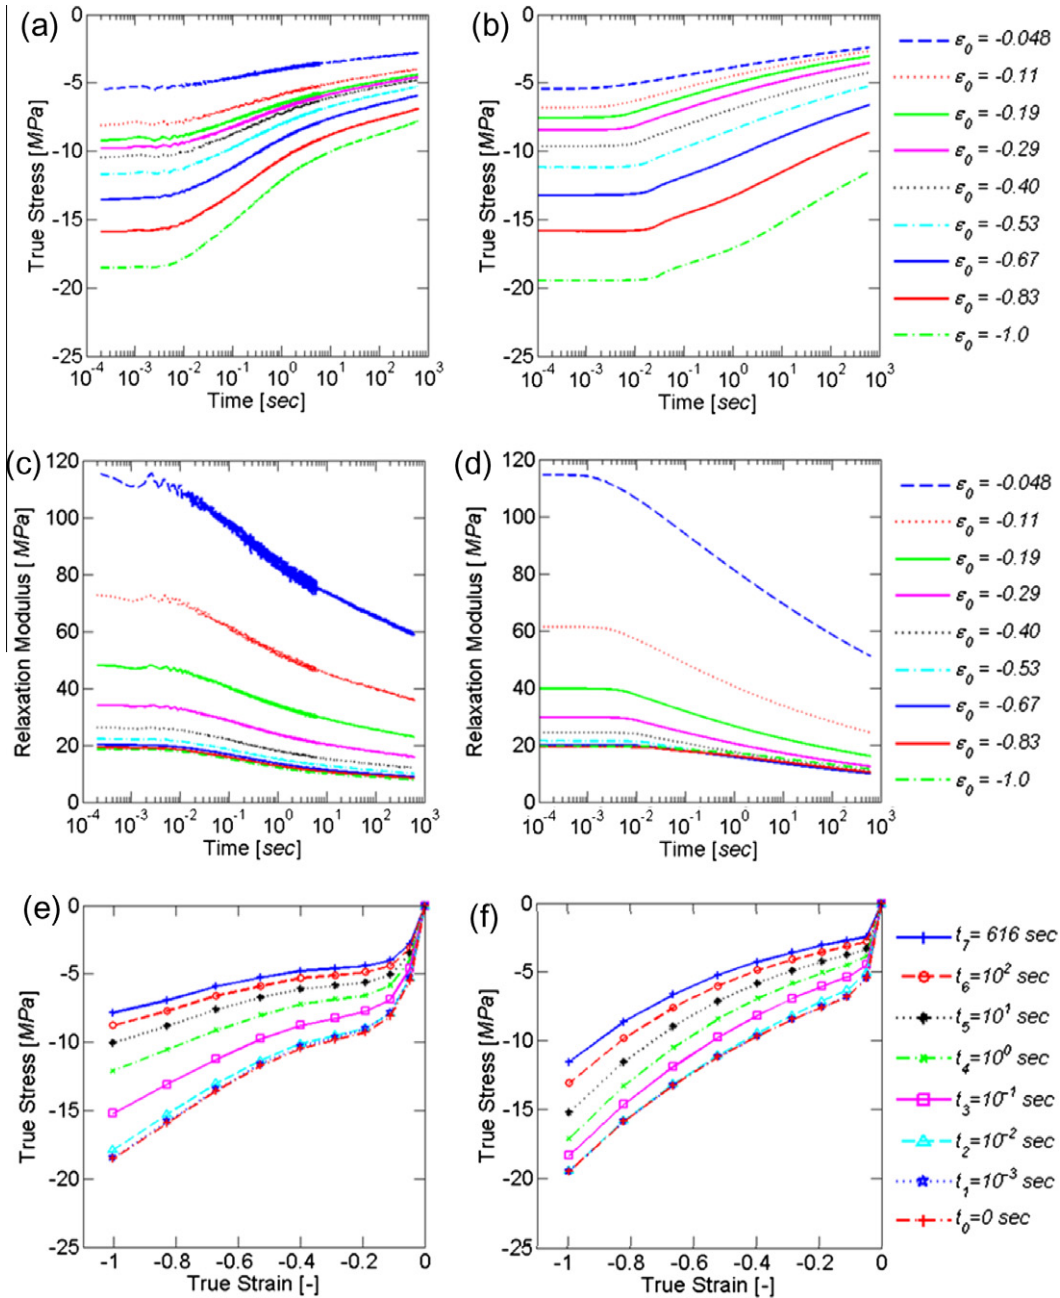 (a)
0
-5
-10
-15
-20
-25
True Stress [MPa]
10^-4 10^-3 10^-2 10^-1 10^0 10^1 10^2 10^3
Time [sec]
(b)
0
-5
-10
-15
-20
-25
True Stress [MPa]
10^-4 10^-3 10^-2 10^-1 10^0 10^1 10^2 10^3
Time [sec]
ε0 = -0.048
ε0 = -0.11
ε0 = -0.19
ε0 = -0.29
ε0 = -0.40
ε0 = -0.53
ε0 = -0.67
ε0 = -0.83
ε0 = -1.0
(c)
120
100
80
60
40
20
0
Relaxation Modulus [MPa]
10^-4 10^-3 10^-2 10^-1 10^0 10^1 10^2 10^3
Time [sec]
(d)
120
100
80
60
40
20
0
Relaxation Modulus [MPa]
10^-4 10^-3 10^-2 10^-1 10^0 10^1 10^2 10^3
Time [sec]
ε0 = -0.048
ε0 = -0.11
ε0 = -0.19
ε0 = -0.29
ε0 = -0.40
ε0 = -0.53
ε0 = -0.67
ε0 = -0.83
ε0 = -1.0
(e)
0
-5
-10
-15
-20
-25
True Stress [MPa]
-1 -0.8 -0.6 -0.4 -0.2 0
True Strain [-]
(f)
0
-5
-10
-15
-20
-25
True Stress [MPa]
-1 -0.8 -0.6 -0.4 -0.2 0
True Strain [-]
t7= 616 sec
t6=10^2 sec
t5=10^1 sec
t4=10^0 sec
t3=10^-1 sec
t2=10^-2 sec
t1=10^-3 sec
t0=0 sec